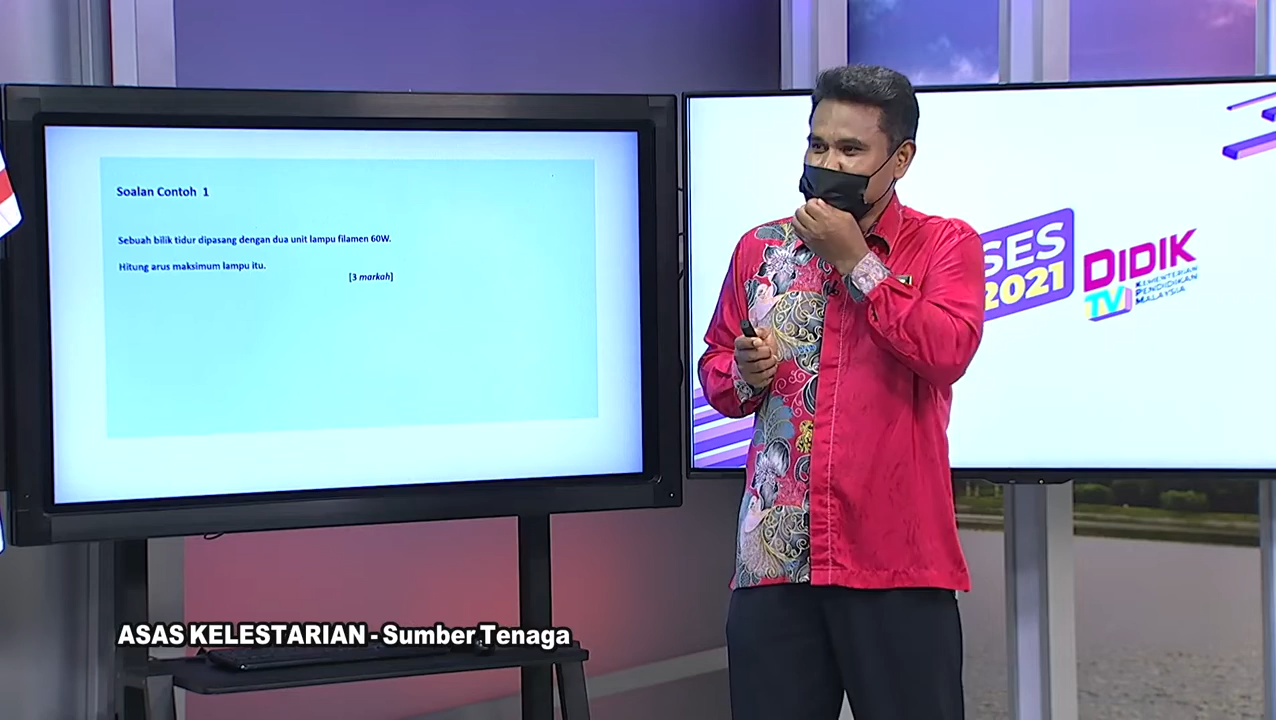 Soalan Contoh 1
Sebuah bilik tidur dipasang dengan dua unit lampu filamen 60W.
Hitung arus maksimum lampu itu.
[3 markah]
SES
2021
DIDIK
TV
KEMENTERIAN
PENDIDIKAN
MALAYSIA
ASAS KELESTARIAN - Sumber Tenaga